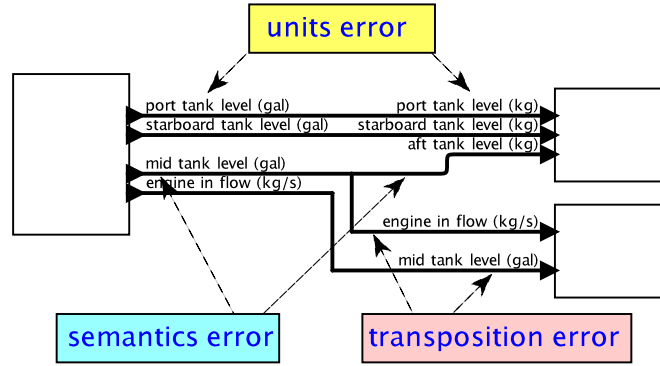 units error
port tank level (gal)
port tank level (kg)
starboard tank level (gal)
starboard tank level (kg)
aft tank level (kg)
mid tank level (gal)
engine in flow (kg/s)
engine in flow (kg/s)
mid tank level (gal)
semantics error
transposition error